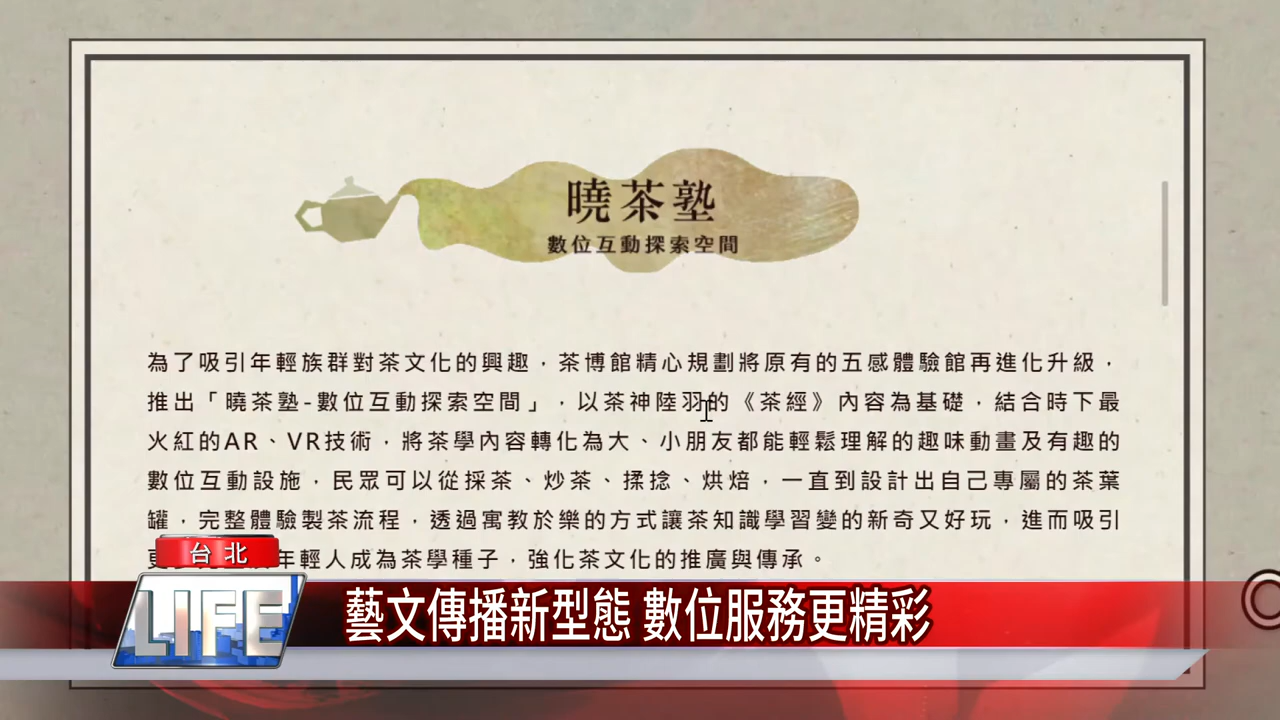 曉茶塾
數位互動探索空間
為了吸引年輕族群對茶文化的興趣，茶博館精心規劃將原有的五感體驗館再進化升級，
推出「曉茶塾-數位互動探索空間」，以茶神陸羽的《茶經》內容為基礎，結合時下最
火紅的AR、VR技術，將茶學內容轉化為大、小朋友都能輕鬆理解的趣味動畫及有趣的
數位互動設施，民眾可以從採茶、炒茶、揉捻、烘焙，一直到設計出自己專屬的茶葉
罐，完整體驗製茶流程，透過寓教於樂的方式讓茶知識學習變的新奇又好玩，進而吸引
年輕人成為茶學種子，強化茶文化的推廣與傳承。
台北
LIFE
藝文傳播新型態 數位服務更精彩